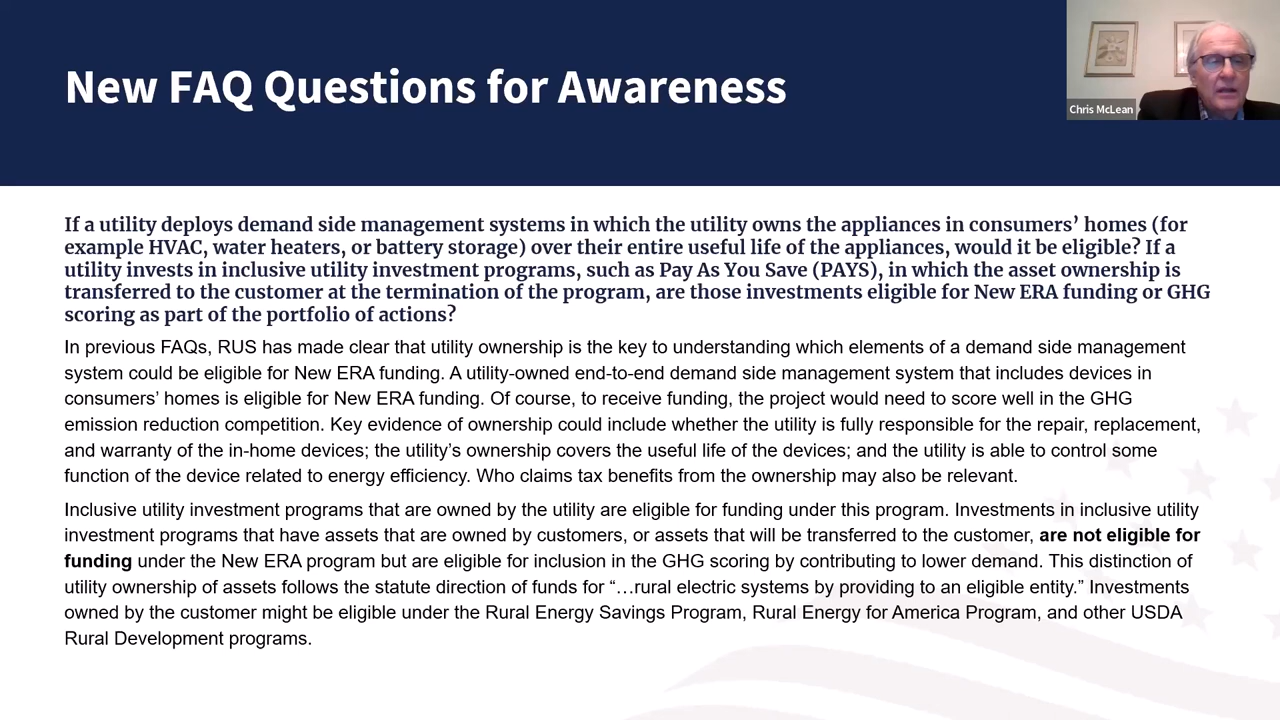 New FAQ Questions for Awareness
Chris McLean
If a utility deploys demand side management systems in which the utility owns the appliances in consumers’ homes (for
example HVAC, water heaters, or battery storage) over their entire useful life of the appliances, would it be eligible? If a
utility invests in inclusive utility investment programs, such as Pay As You Save (PAYS), in which the asset ownership is
transferred to the customer at the termination of the program, are those investments eligible for New ERA funding or GHG
scoring as part of the portfolio of actions?
In previous FAQs, RUS has made clear that utility ownership is the key to understanding which elements of a demand side management
system could be eligible for New ERA funding. A utility-owned end-to-end demand side management system that includes devices in
consumers’ homes is eligible for New ERA funding. Of course, to receive funding, the project would need to score well in the GHG
emission reduction competition. Key evidence of ownership could include whether the utility is fully responsible for the repair, replacement,
and warranty of the in-home devices; the utility’s ownership covers the useful life of the devices; and the utility is able to control some
function of the device related to energy efficiency. Who claims tax benefits from the ownership may also be relevant.
Inclusive utility investment programs that are owned by the utility are eligible for funding under this program. Investments in inclusive utility
investment programs that have assets that are owned by customers, or assets that will be transferred to the customer, are not eligible for
funding under the New ERA program but are eligible for inclusion in the GHG scoring by contributing to lower demand. This distinction of
utility ownership of assets follows the statute direction of funds for “…rural electric systems by providing to an eligible entity.” Investments
owned by the customer might be eligible under the Rural Energy Savings Program, Rural Energy for America Program, and other USDA
Rural Development programs.